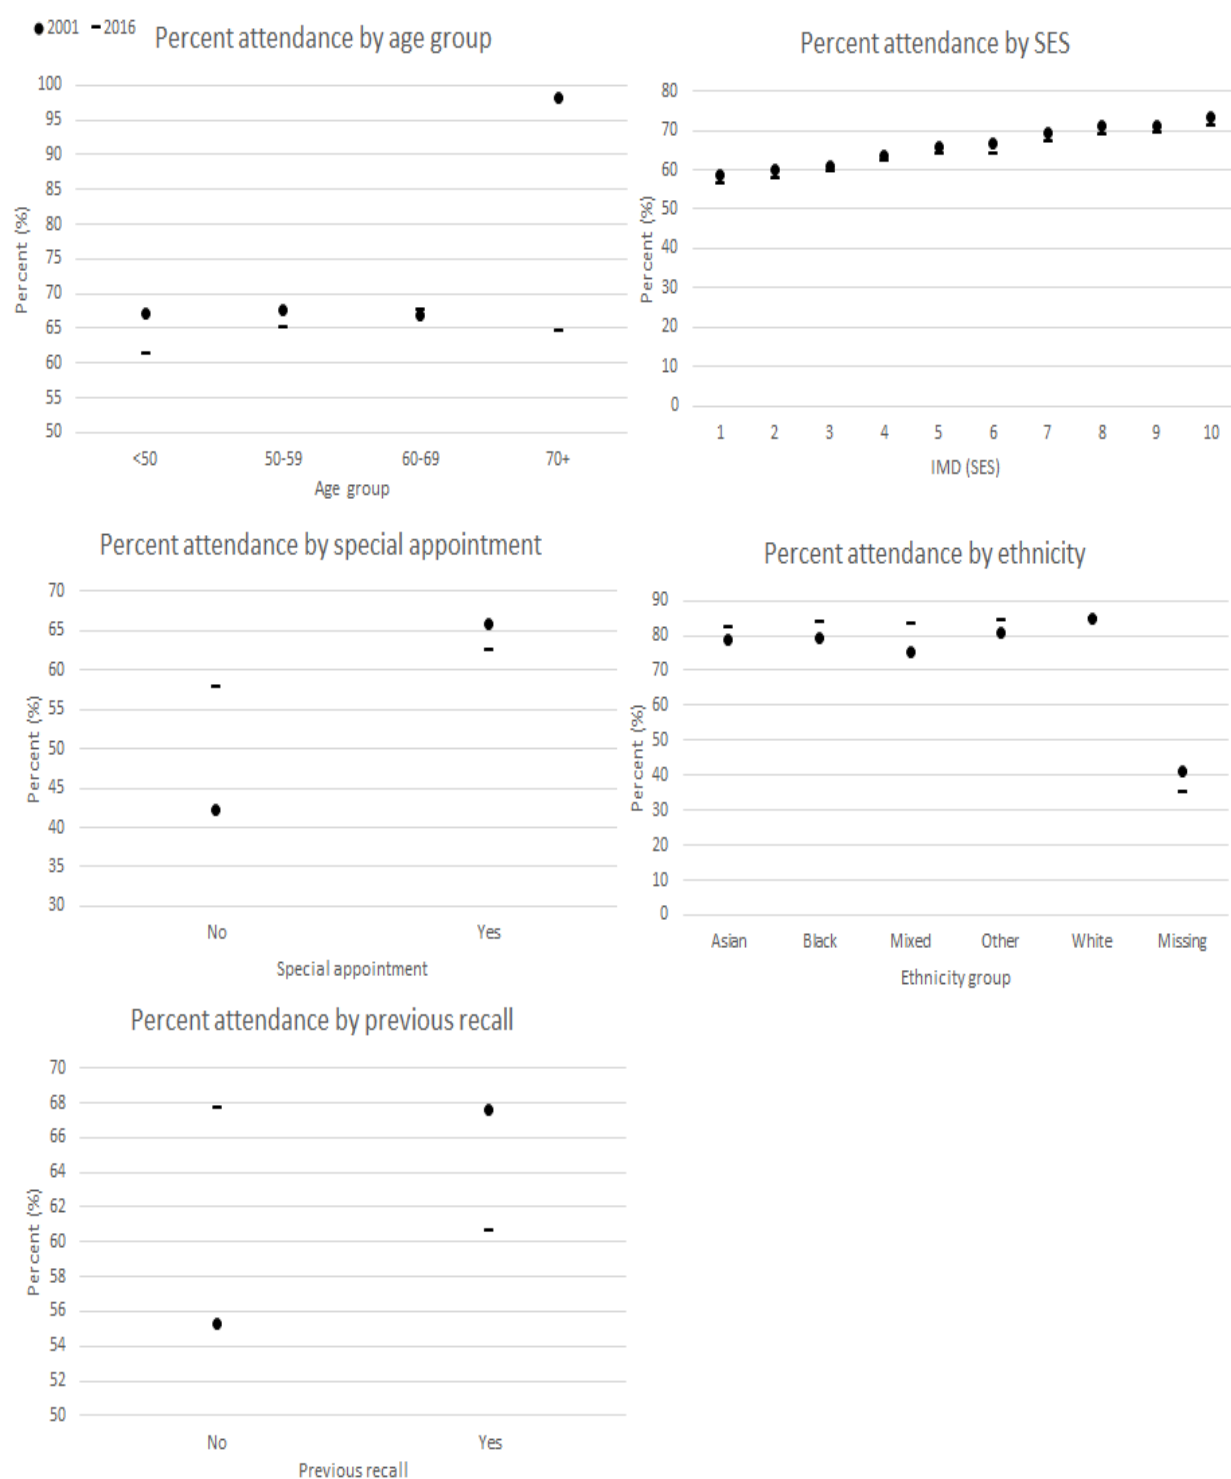 2001 2016
Percent attendance by age group
100
95
90
85
80
75
70
65
60
55
50
Percent (%)
<50 50-59 60-69 70+
Age group
Percent attendance by SES
80
70
60
50
40
30
20
10
0
Percent (%)
1 2 3 4 5 6 7 8 9 10
IMD (SES)
Percent attendance by special appointment
70
65
60
55
50
45
40
35
30
Percent (%)
No Yes
Special appointment
Percent attendance by ethnicity
90
80
70
60
50
40
30
20
10
0
Percent (%)
Asian Black Mixed Other White Missing
Ethnicity group
Percent attendance by previous recall
70
68
66
64
62
60
58
56
54
52
50
Percent (%)
No Yes
Previous recall